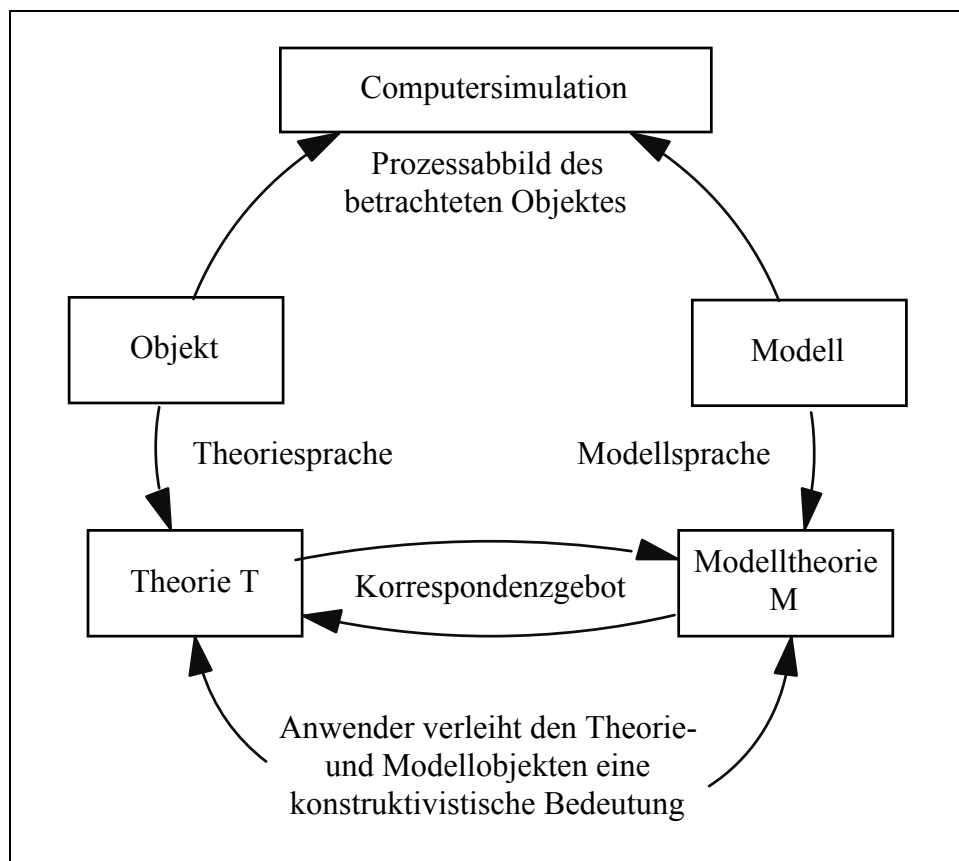 Computersimulation
Prozessabbild des
betrachteten Objektes
Objekt
Modell
Theoriesprache
Modellsprache
Theorie T
Korrespondenzgebot
Modelltheorie
M
Anwender verleiht den Theorie-
und Modellobjekten eine
konstruktivistische Bedeutung